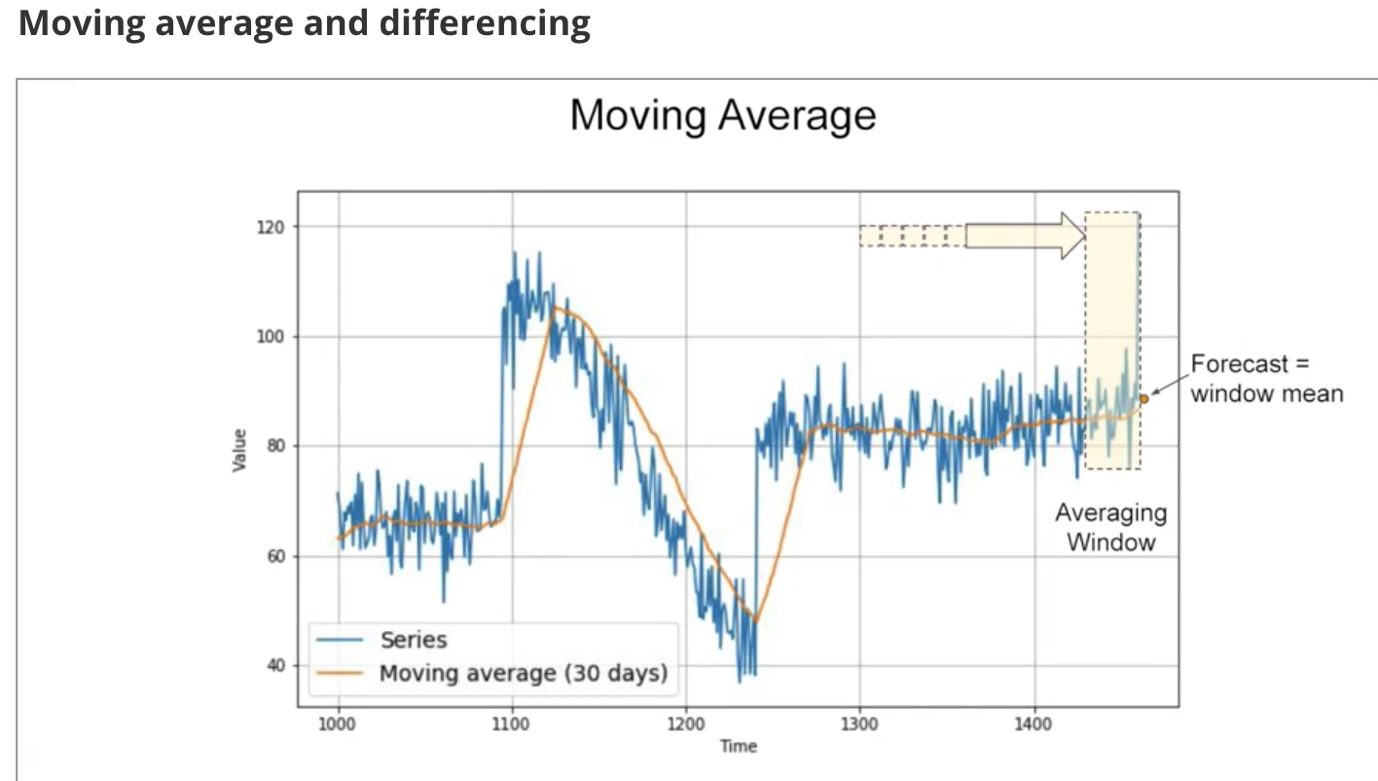 Moving average and differencing
Moving Average
120
100
80
60
40
Value
Forecast =
window mean
Averaging
Window
Series
Moving average (30 days)
1000 1100 1200 1300 1400
Time